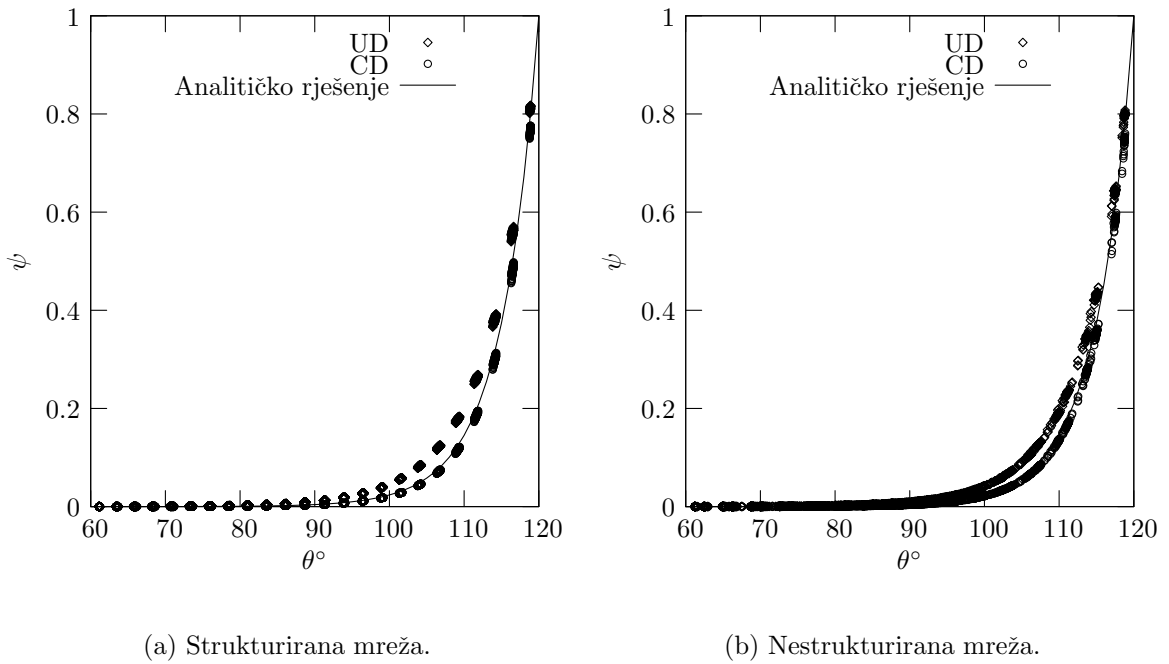 1
0.8
0.6
0.4
0.2
0
ψ
60 70 80 90 100 110 120
θ°
UD
CD
Analitičko rješenje
(a) Strukturirana mreža.
1
0.8
0.6
0.4
0.2
0
ψ
60 70 80 90 100 110 120
θ°
UD
CD
Analitičko rješenje
(b) Nestrukturirana mreža.